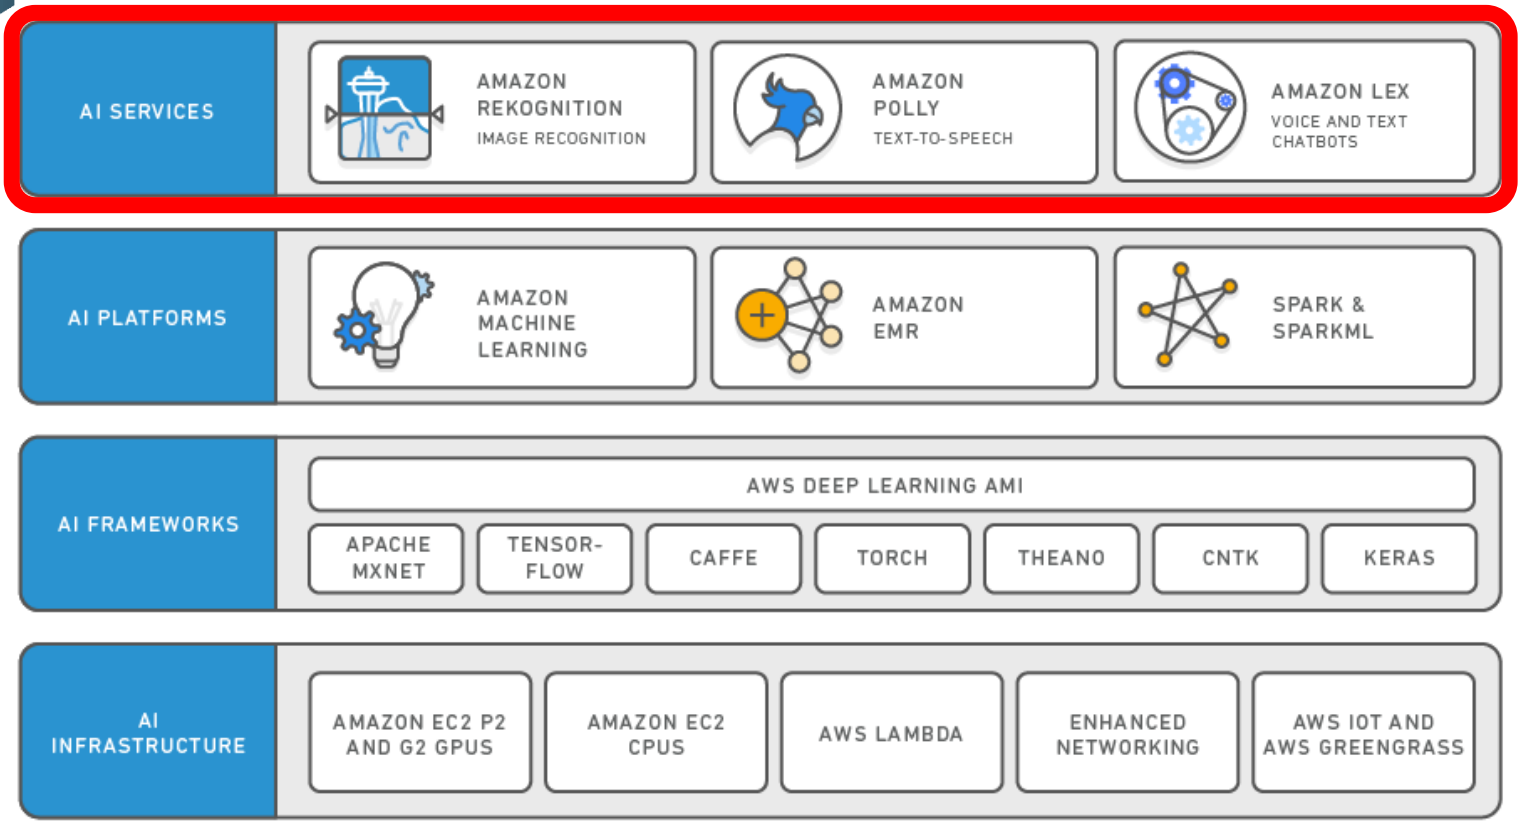 AI SERVICES
AMAZON
REKOGNITION
IMAGE RECOGNITION
AMAZON
POLLY
TEXT-TO-SPEECH
AMAZON LEX
VOICE AND TEXT
CHATBOTS
AI PLATFORMS
AMAZON
MACHINE
LEARNING
AMAZON
EMR
SPARK &
SPARKML
AI FRAMEWORKS
AWS DEEP LEARNING AMI
APACHE
MXNET
TENSOR-
FLOW
CAFFE
TORCH
THEANO
CNTK
KERAS
AI
INFRASTRUCTURE
AMAZON EC2 P2
AND G2 GPUS
AMAZON EC2
CPUS
AWS LAMBDA
ENHANCED
NETWORKING
AWS IOT AND
AWS GREENGRASS